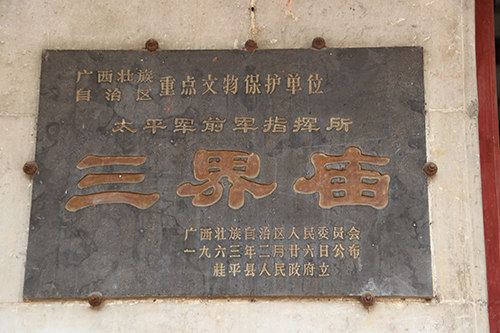 广西壮族
自治区 重点文物保护单位
太平军前军指挥所
三界庙
广西壮族自治区人民委员会
一九六三年二月廿六日公布
桂平县人民政府立